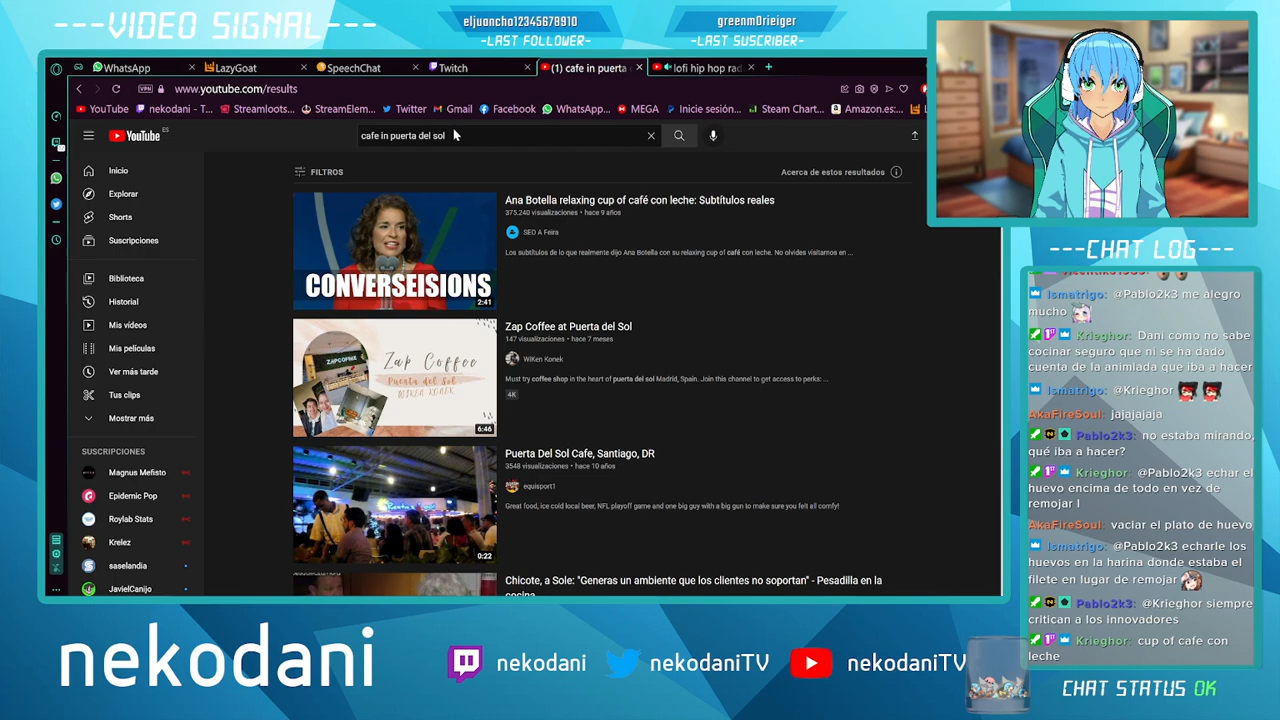 ---VIDEO SIGNAL---
eljuancho12345678910
-LAST FOLLOWER-
greenm0rieiger
-LAST SUSCRIBER-
WhatsApp
LazyGoat
SpeechChat
Twitch
(1) cafe in puerta
lofi hip hop rad
VPN
www.youtube.com/results
YouTube
nekodani - T...
Streamloots...
StreamElem...
Twitter
Gmail
Facebook
WhatsApp...
MEGA
Inicie sesión...
Steam Chart...
Amazon.es:...
YouTube ES
cafe in puerta del sol
FILTROS
Acerca de estos resultados
Inicio
Explorar
Shorts
Suscripciones
Biblioteca
Historial
Mis vídeos
Mis películas
Ver más tarde
Tus clips
Mostrar más
SUSCRIPCIONES
Magnus Mefisto
Epidemic Pop
Roylab Stats
Krelez
saselandia
JavielCanijo
CONVERSEISIONS
2:41
Ana Botella relaxing cup of café con leche: Subtítulos reales
375.240 visualizaciones • hace 9 años
SEO A Feira
Los subtítulos de lo que realmente dijo Ana Botella con su relaxing cup of café con leche. No olvides visitarnos en ...
ZAPCOFFEE
Zap Coffee
Puerta del Sol
WIKEN KONEK
6:46
Zap Coffee at Puerta del Sol
147 visualizaciones • hace 7 meses
WiKen Konek
Must try coffee shop in the heart of puerta del sol Madrid, Spain. Join this channel to get access to perks: ...
4K
0:22
Puerta Del Sol Cafe, Santiago, DR
3548 visualizaciones • hace 10 años
equisport1
Great food, ice cold local beer, NFL playoff game and one big guy with a big gun to make sure you felt all comfy!
Chicote, a Sole: "Generas un ambiente que los clientes no soportan" - Pesadilla en la
cocina
---CHAT LOG---
Ismatrigo: @Pablo2k3 me alegro
mucho
Krieghor: Dani como no sabe
cocinar seguro que ni se ha dado
cuenta de la animlada que iba a hacer
Ismatrigo: @Krieghor
AkaFireSoul: jajajajaja
Pablo2k3: no estaba mirando,
qué iba a hacer?
Krieghor: @Pablo2k3 echar el
huevo encima de todo en vez de
remojar l
AkaFireSoul: vaciar el plato de huevo
Ismatrigo: @Pablo2k3 echarle los
huevos en la harina donde estaba el
filete en lugar de remojar
Pablo2k3: @Krieghor siempre
critican a los innovadores
Krieghor: cup of cafe con
leche
nekodani
nekodani
nekodaniTV
nekodaniTV
CHAT STATUS OK